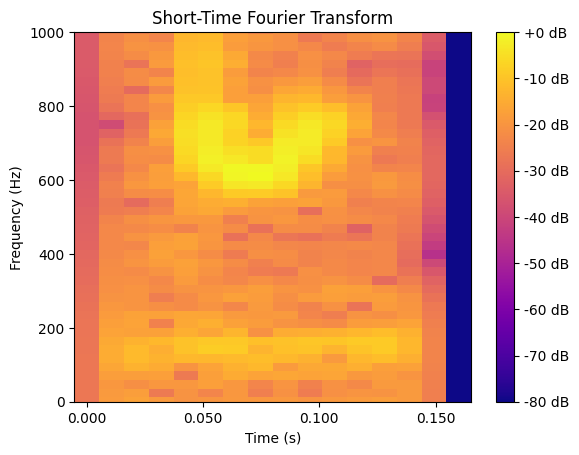 Short-Time Fourier Transform
Frequency (Hz)
1000
800
600
400
200
0
0.000
0.050
0.100
0.150
Time (s)
+0 dB
-10 dB
-20 dB
-30 dB
-40 dB
-50 dB
-60 dB
-70 dB
-80 dB